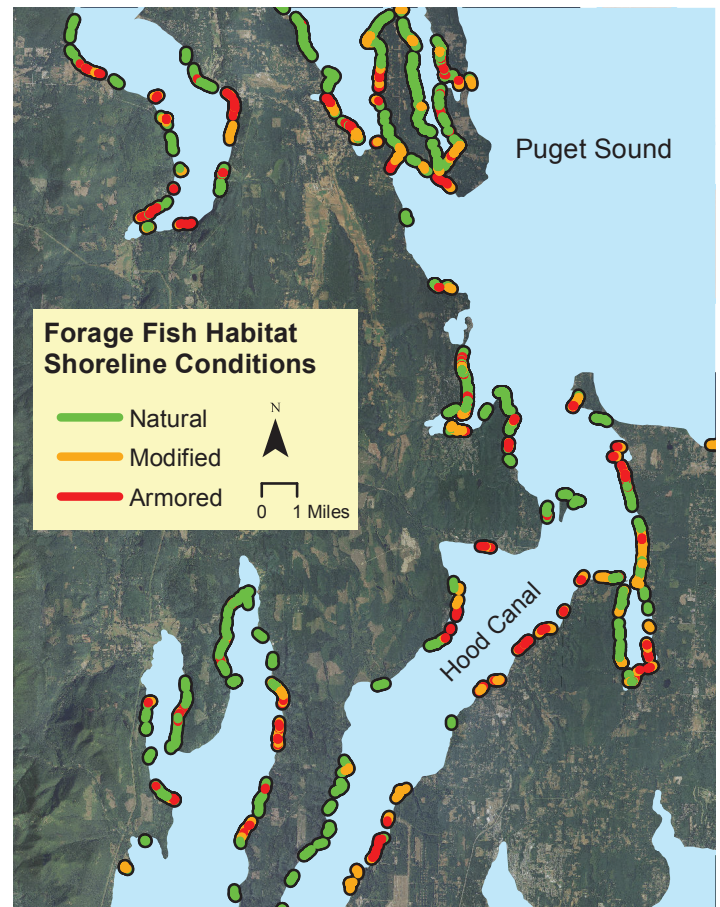 Puget Sound
Forage Fish Habitat
Shoreline Conditions
Natural
Modified
Armored
N
0 1 Miles
Hood Canal